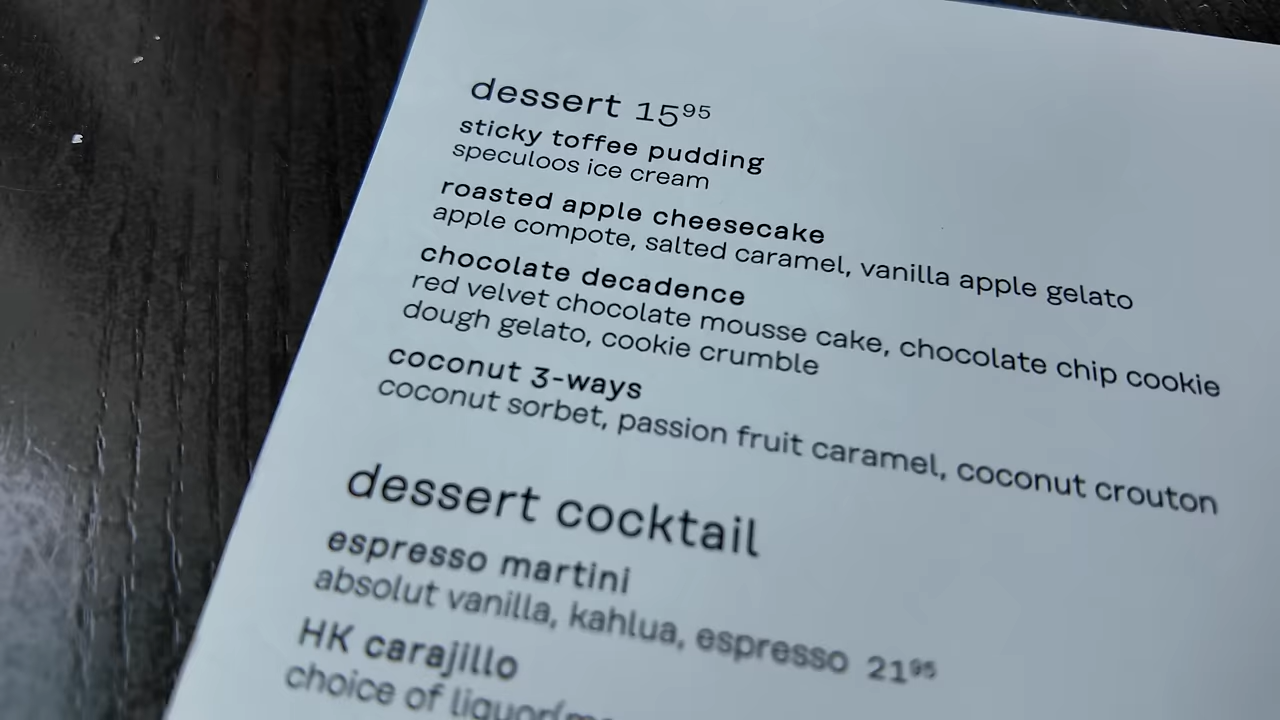 dessert 15⁹⁵
sticky toffee pudding
speculoos ice cream
roasted apple cheesecake
apple compote, salted caramel, vanilla apple gelato
chocolate decadence
red velvet chocolate mousse cake, chocolate chip cookie
dough gelato, cookie crumble
coconut 3-ways
coconut sorbet, passion fruit caramel, coconut crouton
dessert cocktail
espresso martini
absolut vanilla, kahlua, espresso 21⁹⁵
HK carajillo
choice of liquor